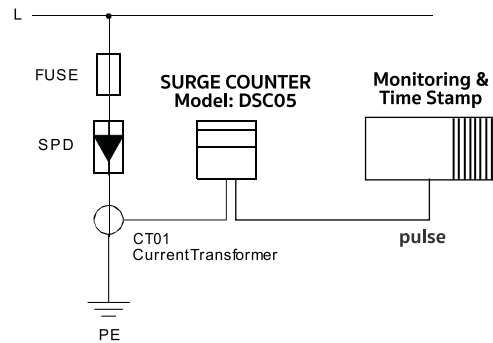 L
FUSE
SURGE COUNTER
Model: DSC05
Monitoring &
Time Stamp
SPD
CT01
CurrentTransformer
pulse
PE